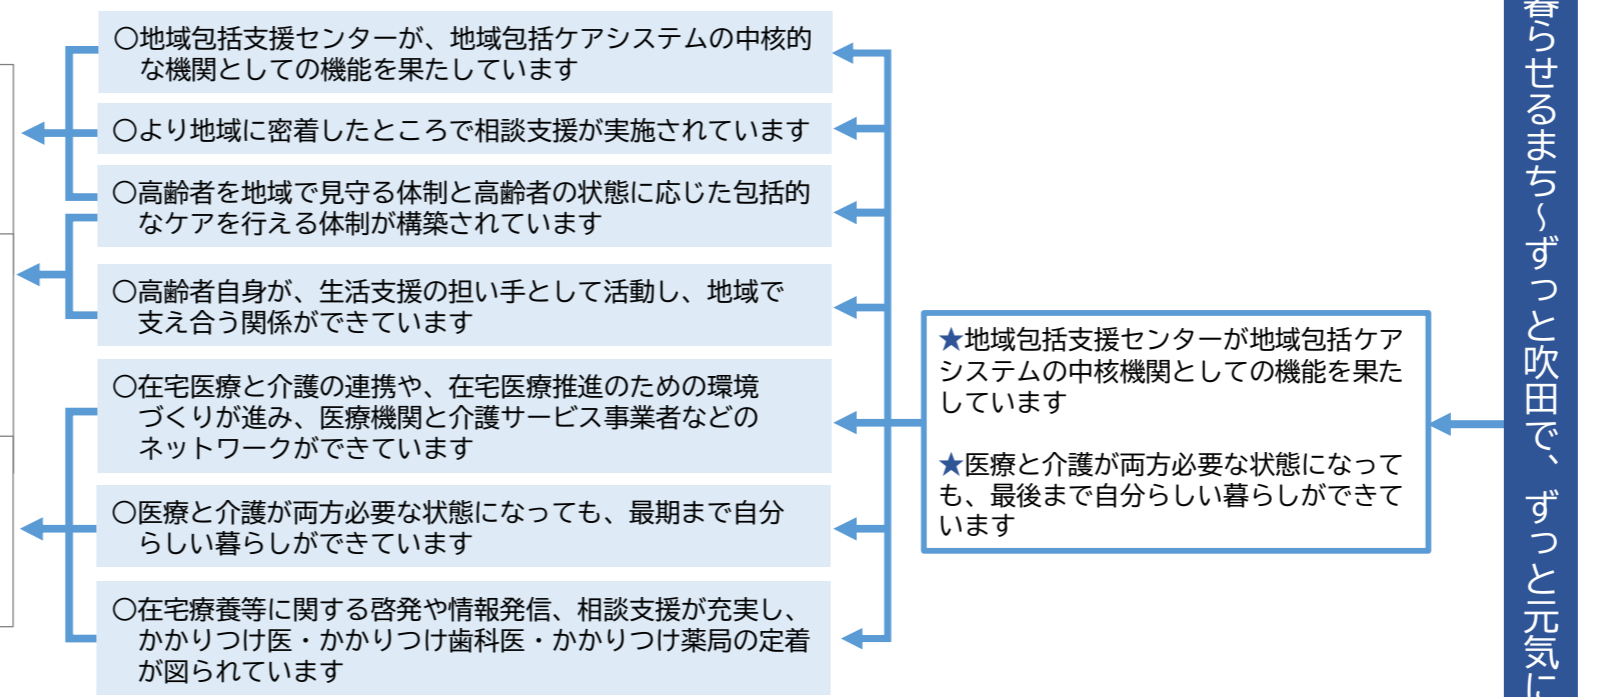 〇地域包括支援センターが、地域包括ケアシステムの中核的
な機関としての機能を果たしています
〇より地域に密着したところで相談支援が実施されています
〇高齢者を地域で見守る体制と高齢者の状態に応じた包括的
なケアを行える体制が構築されています
〇高齢者自身が、生活支援の担い手として活動し、地域で
支え合う関係ができています
〇在宅医療と介護の連携や、在宅医療推進のための環境
づくりが進み、医療機関と介護サービス事業者などの
ネットワークができています
〇医療と介護が両方必要な状態になっても、最期まで自分
らしい暮らしができています
〇在宅療養等に関する啓発や情報発信、相談支援が充実し、
かかりつけ医・かかりつけ歯科医・かかりつけ薬局の定着
が図られています
★地域包括支援センターが地域包括ケア
システムの中核機関としての機能を果た
しています
★医療と介護が両方必要な状態になって
も、最後まで自分らしい暮らしができて
います
暮らせるまち～ずっと吹田で、ずっと元気に